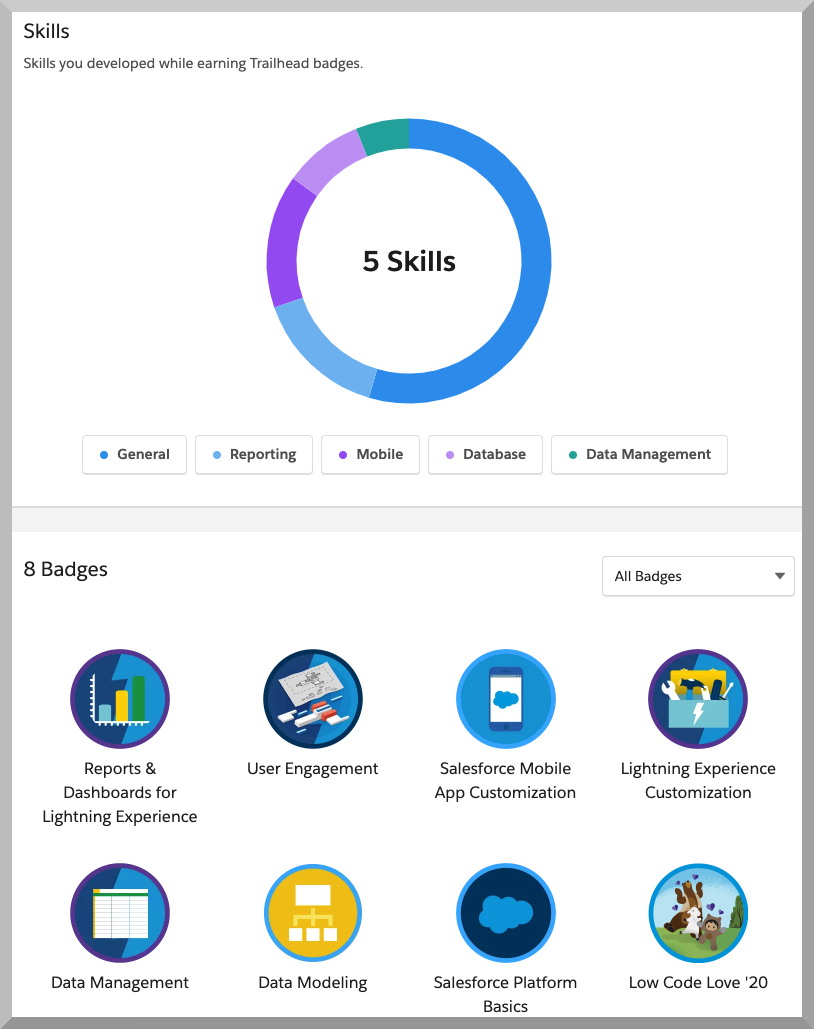 Skills
Skills you developed while earning Trailhead badges.
5 Skills
General
Reporting
Mobile
Database
Data Management
8 Badges
All Badges
Reports &
Dashboards for
Lightning Experience
User Engagement
Salesforce Mobile
App Customization
Lightning Experience
Customization
Data Management
Data Modeling
Salesforce Platform
Basics
Low Code Love '20